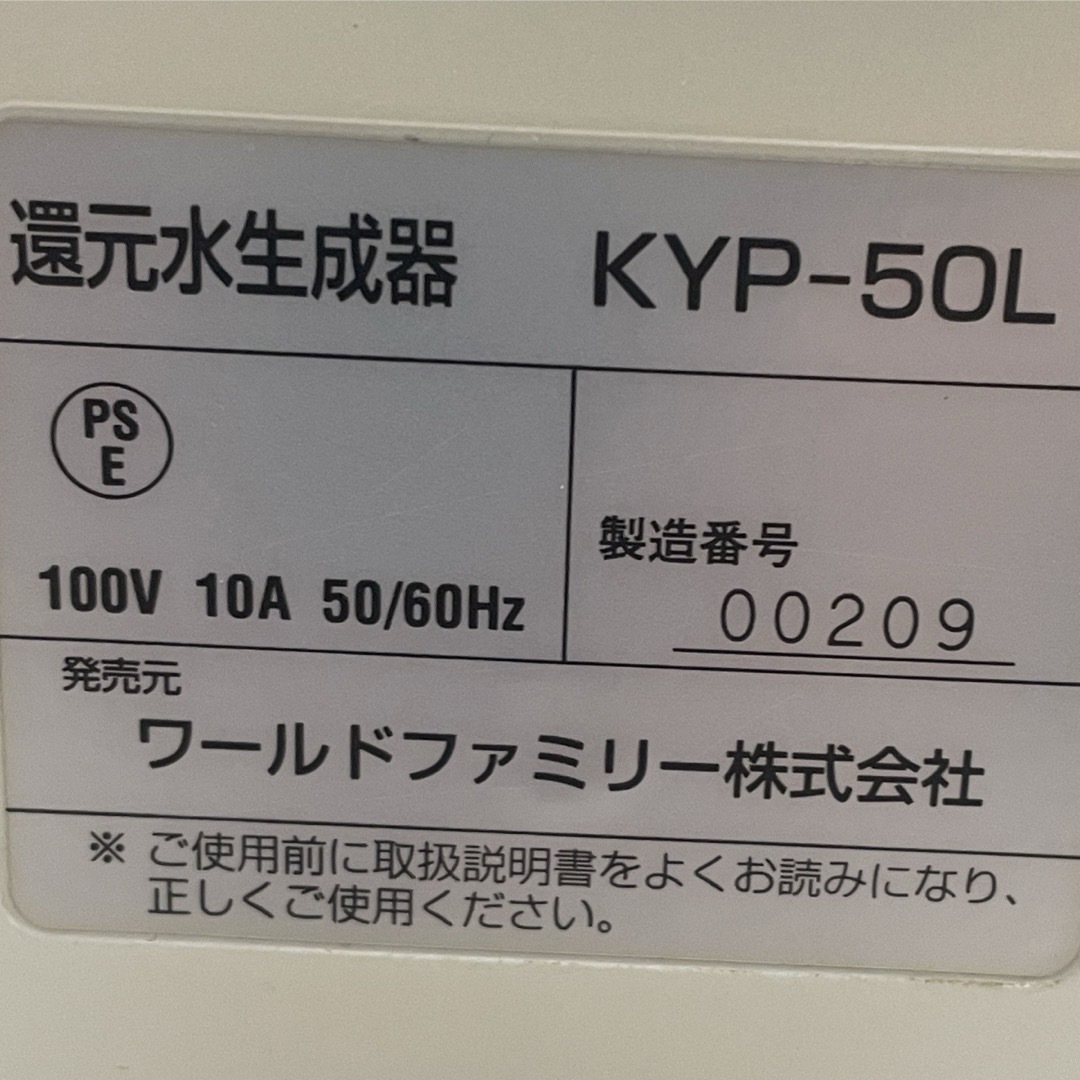 還元水生成器 KYP-50L
PS
E
100V 10A 50/60Hz
製造番号
00209
発売元
ワールドファミリー株式会社
※ ご使用前に取扱説明書をよくお読みになり、
正しくご使用ください。